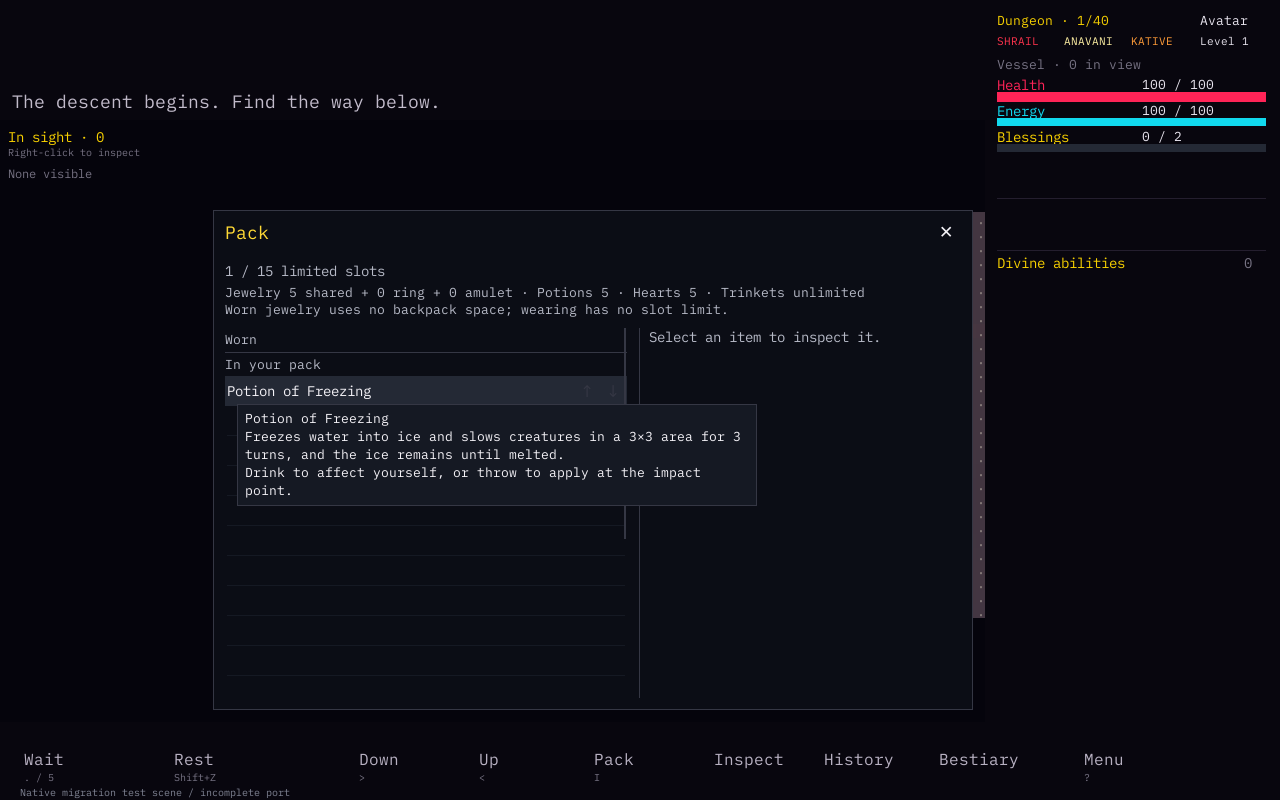 Dungeon · 1/40 Avatar
SHRAIL ANAVANI KATIVE Level 1
Vessel · 0 in view
Health 100 / 100
Energy 100 / 100
Blessings 0 / 2
Divine abilities 0
The descent begins. Find the way below.
In sight · 0
Right-click to inspect
None visible
Pack ✕
1 / 15 limited slots
Jewelry 5 shared + 0 ring + 0 amulet · Potions 5 · Hearts 5 · Trinkets unlimited
Worn jewelry uses no backpack space; wearing has no slot limit.
Worn
In your pack
Potion of Freezing ↑ ↓
Select an item to inspect it.
Potion of Freezing
Freezes water into ice and slows creatures in a 3×3 area for 3
turns, and the ice remains until melted.
Drink to affect yourself, or throw to apply at the impact
point.
Wait Rest Down Up Pack Inspect History Bestiary Menu
. / 5 Shift+Z > < I ?
Native migration test scene / incomplete port